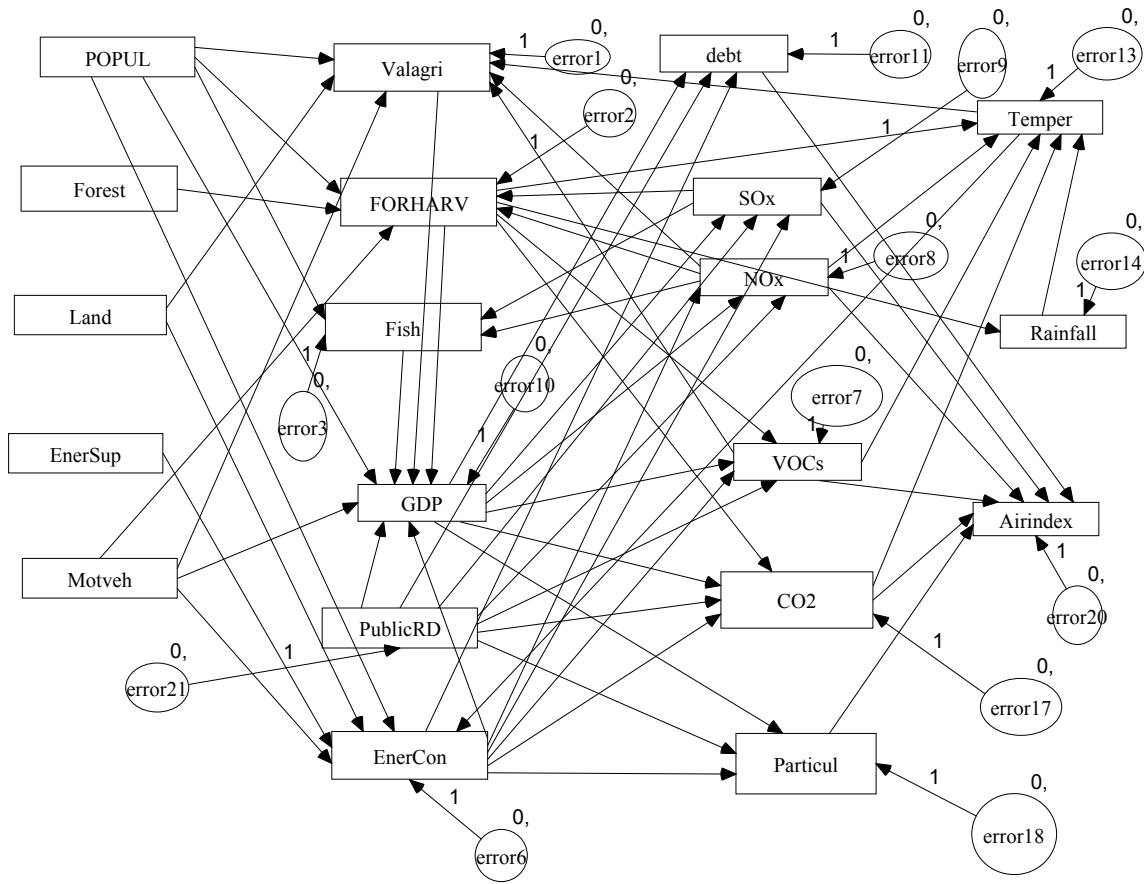 0,
0,
0,
0,
POPUL
1
error1
debt
1
error11
error9
error13
Valagri
0,
1
Temper
error2
1
1
Forest
FORHARV
SOx
0,
0,
NOx
1
error8
error14
Land
1
Fish
Rainfall
1
0,
0,
0,
error10
error7
error3
1
1
EnerSup
VOCs
GDP
Airindex
1
Motveh
CO2
0,
PublicRD
error20
1
0,
1
0,
error21
error17
EnerCon
Particul
1
1
0,
0,
error6
error18